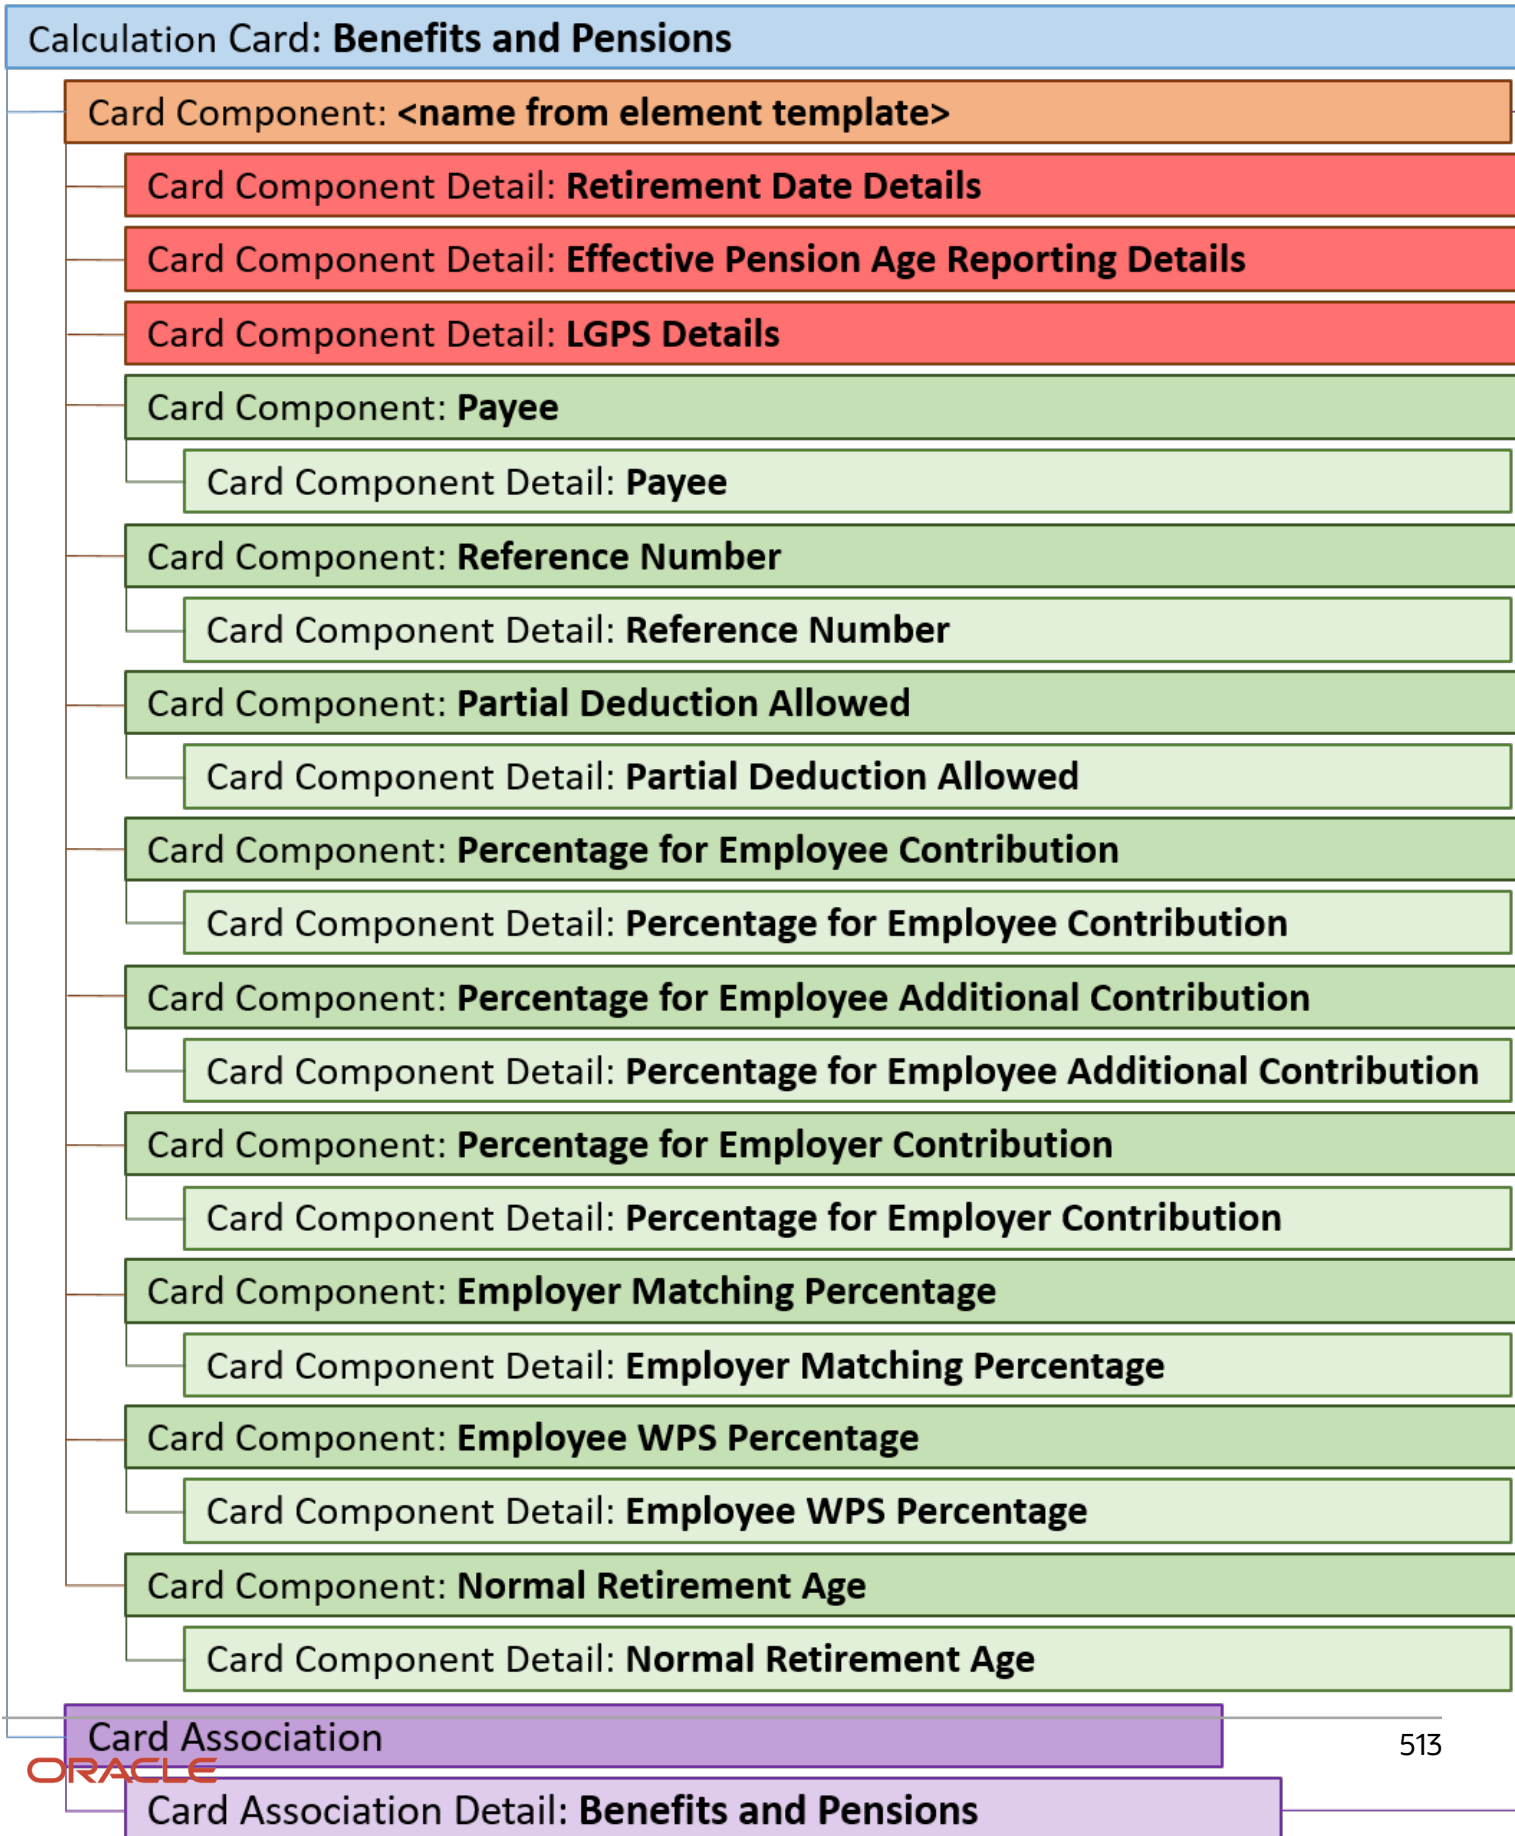 Calculation Card: Benefits and Pensions
Card Component: <name from element template>
Card Component Detail: Retirement Date Details
Card Component Detail: Effective Pension Age Reporting Details
Card Component Detail: LGPS Details
Card Component: Payee
Card Component Detail: Payee
Card Component: Reference Number
Card Component Detail: Reference Number
Card Component: Partial Deduction Allowed
Card Component Detail: Partial Deduction Allowed
Card Component: Percentage for Employee Contribution
Card Component Detail: Percentage for Employee Contribution
Card Component: Percentage for Employee Additional Contribution
Card Component Detail: Percentage for Employee Additional Contribution
Card Component: Percentage for Employer Contribution
Card Component Detail: Percentage for Employer Contribution
Card Component: Employer Matching Percentage
Card Component Detail: Employer Matching Percentage
Card Component: Employee WPS Percentage
Card Component Detail: Employee WPS Percentage
Card Component: Normal Retirement Age
Card Component Detail: Normal Retirement Age
Card Association
513
ORACLE
Card Association Detail: Benefits and Pensions